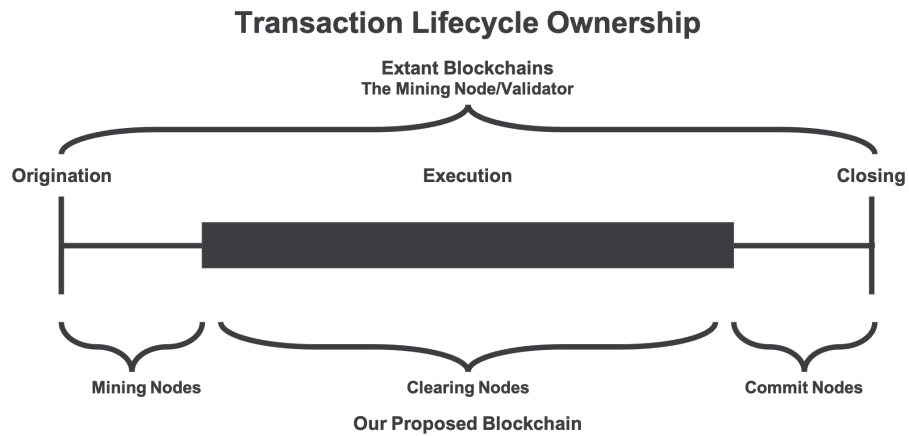 Transaction Lifecycle Ownership
Extant Blockchains
The Mining Node/Validator
Origination
Execution
Closing
Mining Nodes
Clearing Nodes
Commit Nodes
Our Proposed Blockchain